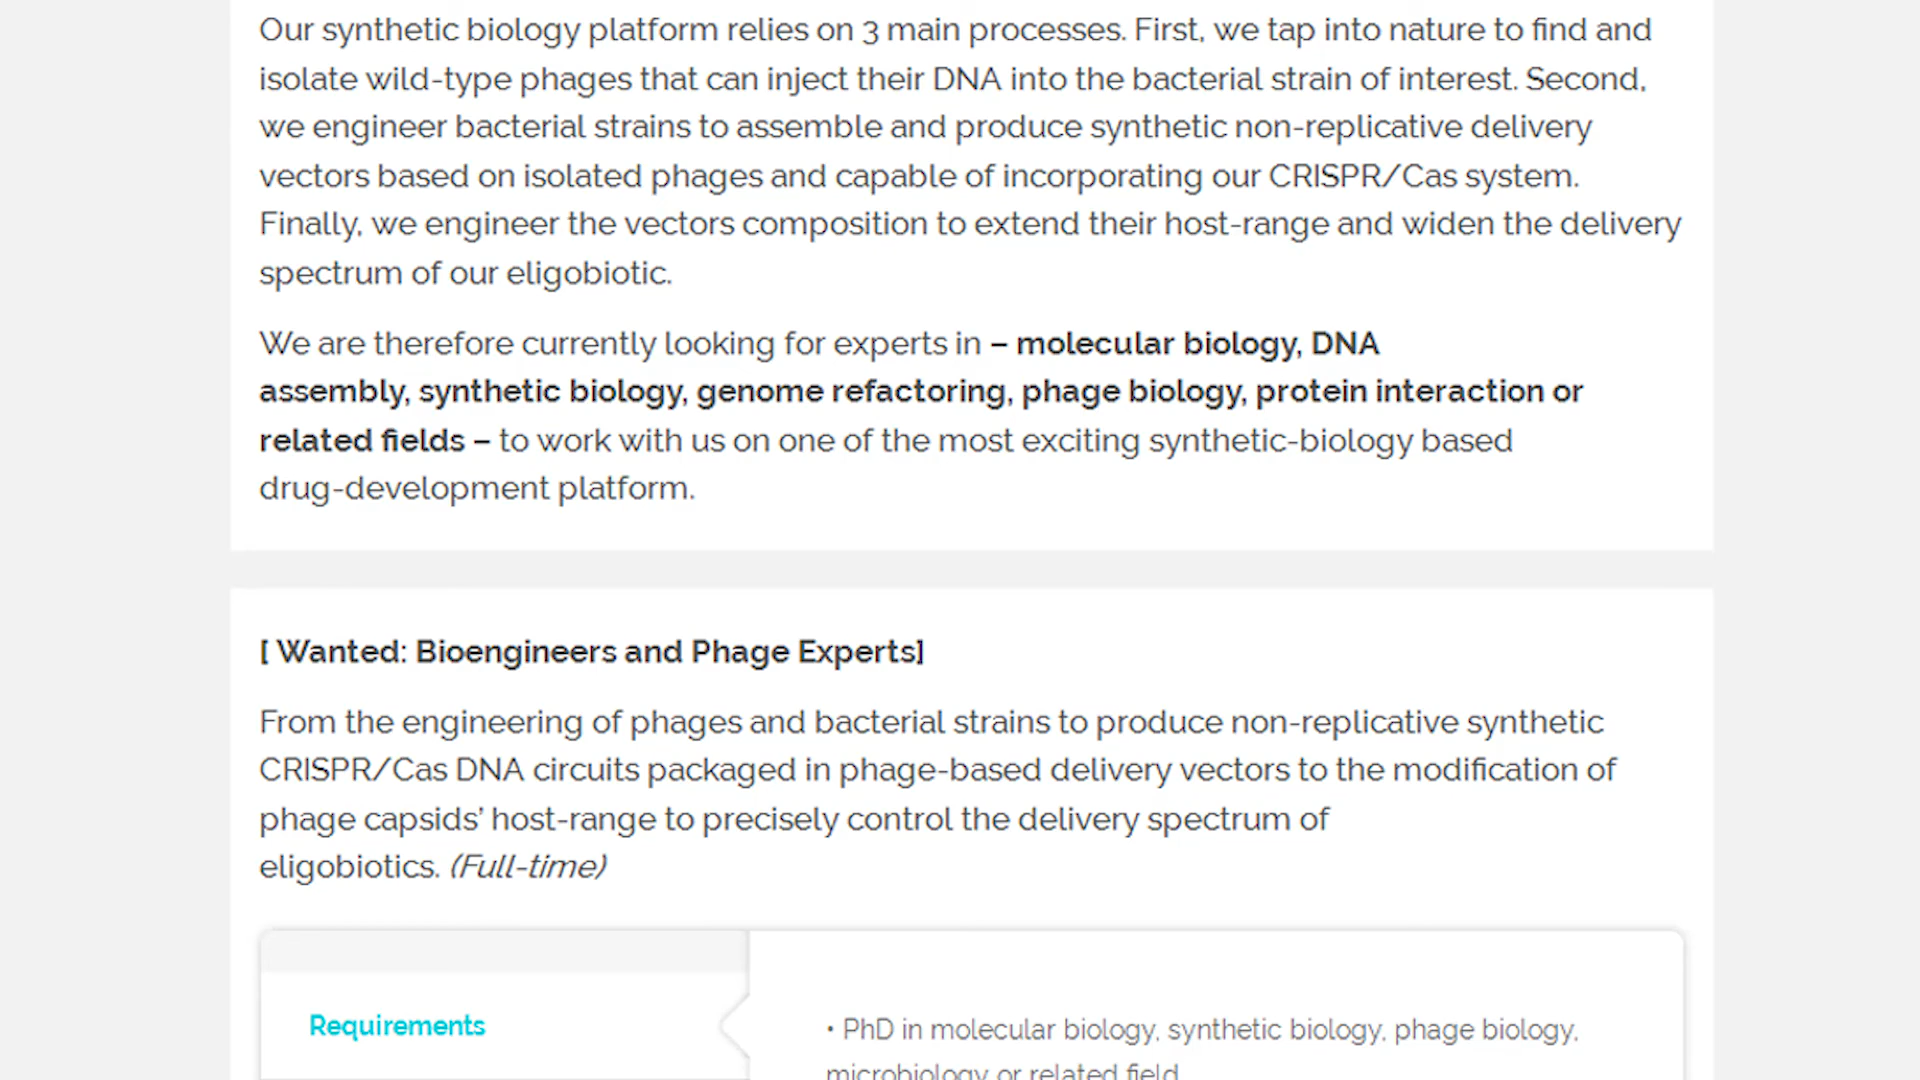 Our synthetic biology platform relies on 3 main processes. First, we tap into nature to find and
isolate wild-type phages that can inject their DNA into the bacterial strain of interest. Second,
we engineer bacterial strains to assemble and produce synthetic non-replicative delivery
vectors based on isolated phages and capable of incorporating our CRISPR/Cas system.
Finally, we engineer the vectors composition to extend their host-range and widen the delivery
spectrum of our eligobiotic.
We are therefore currently looking for experts in – molecular biology, DNA
assembly, synthetic biology, genome refactoring, phage biology, protein interaction or
related fields – to work with us on one of the most exciting synthetic-biology based
drug-development platform.
[ Wanted: Bioengineers and Phage Experts]
From the engineering of phages and bacterial strains to produce non-replicative synthetic
CRISPR/Cas DNA circuits packaged in phage-based delivery vectors to the modification of
phage capsids’ host-range to precisely control the delivery spectrum of
eligobiotics. (Full-time)
Requirements
• PhD in molecular biology, synthetic biology, phage biology,
microbiology or related field